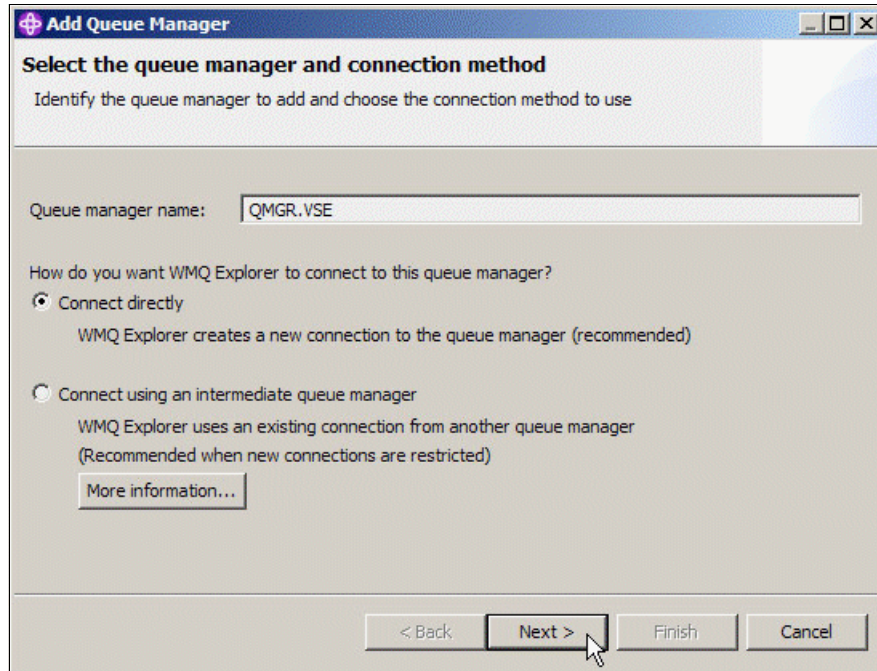 Add Queue Manager
Select the queue manager and connection method
Identify the queue manager to add and choose the connection method to use
Queue manager name: QMGR.VSE
How do you want WMQ Explorer to connect to this queue manager?
Connect directly
WMQ Explorer creates a new connection to the queue manager (recommended)
Connect using an intermediate queue manager
WMQ Explorer uses an existing connection from another queue manager
(Recommended when new connections are restricted)
More information...
< Back Next > Finish Cancel